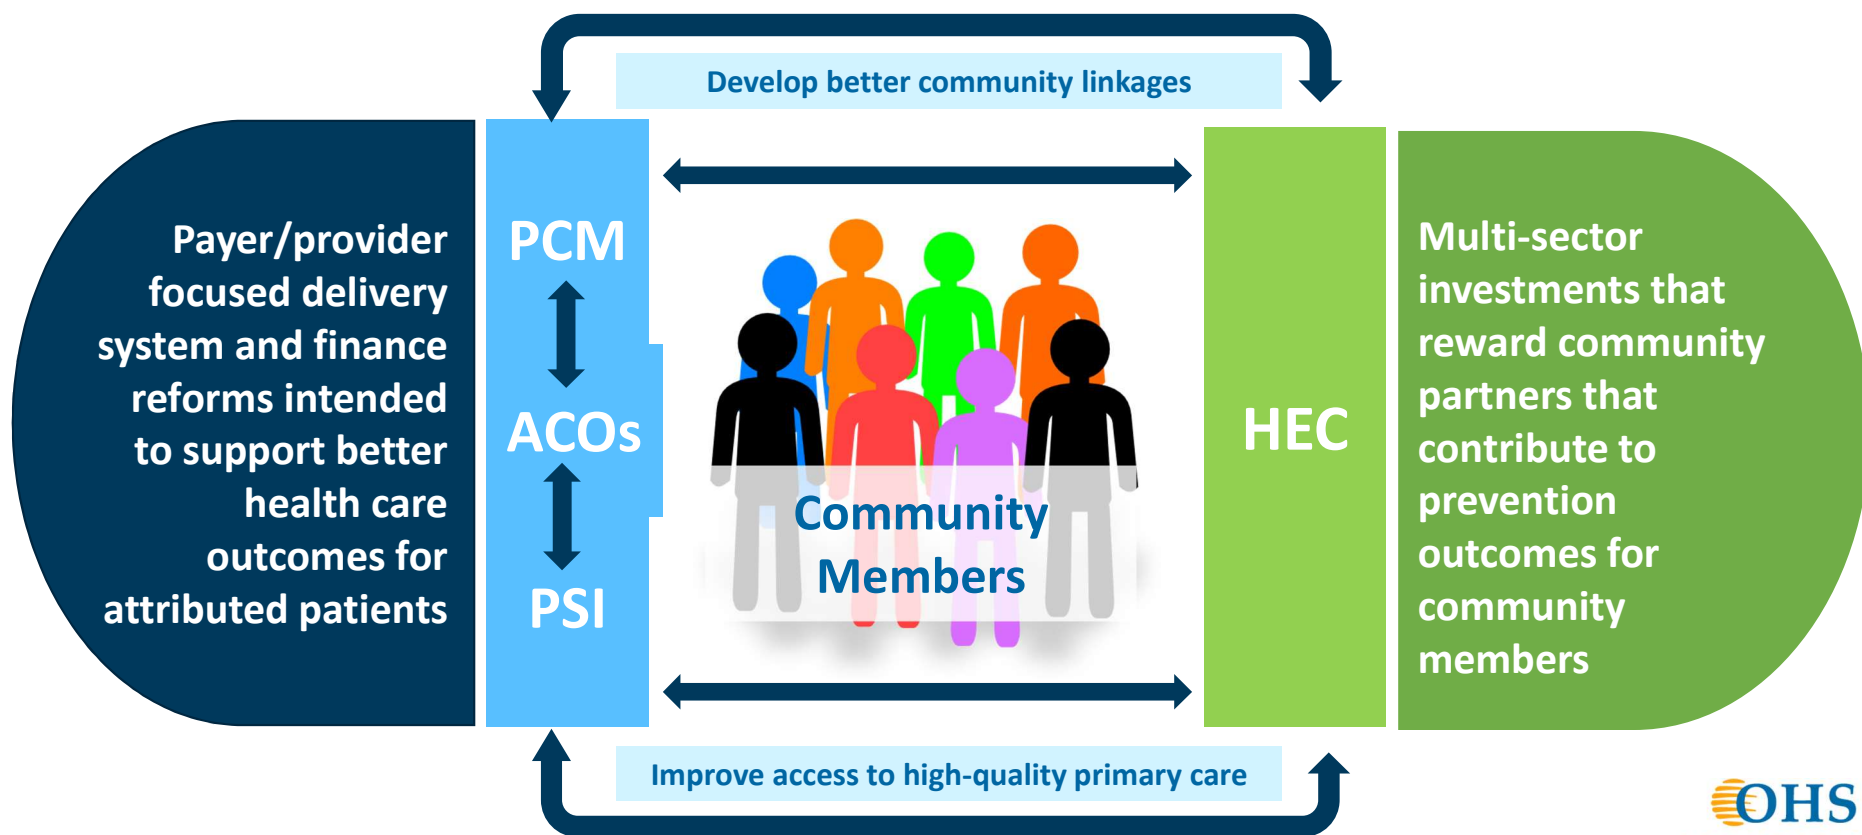 Develop better community linkages
Payer/provider
focused delivery
system and finance
reforms intended
to support better
health care
outcomes for
attributed patients
PCM
ACOs
PSI
Community
Members
HEC
Multi-sector
investments that
reward community
partners that
contribute to
prevention
outcomes for
community
members
Improve access to high-quality primary care
OHS